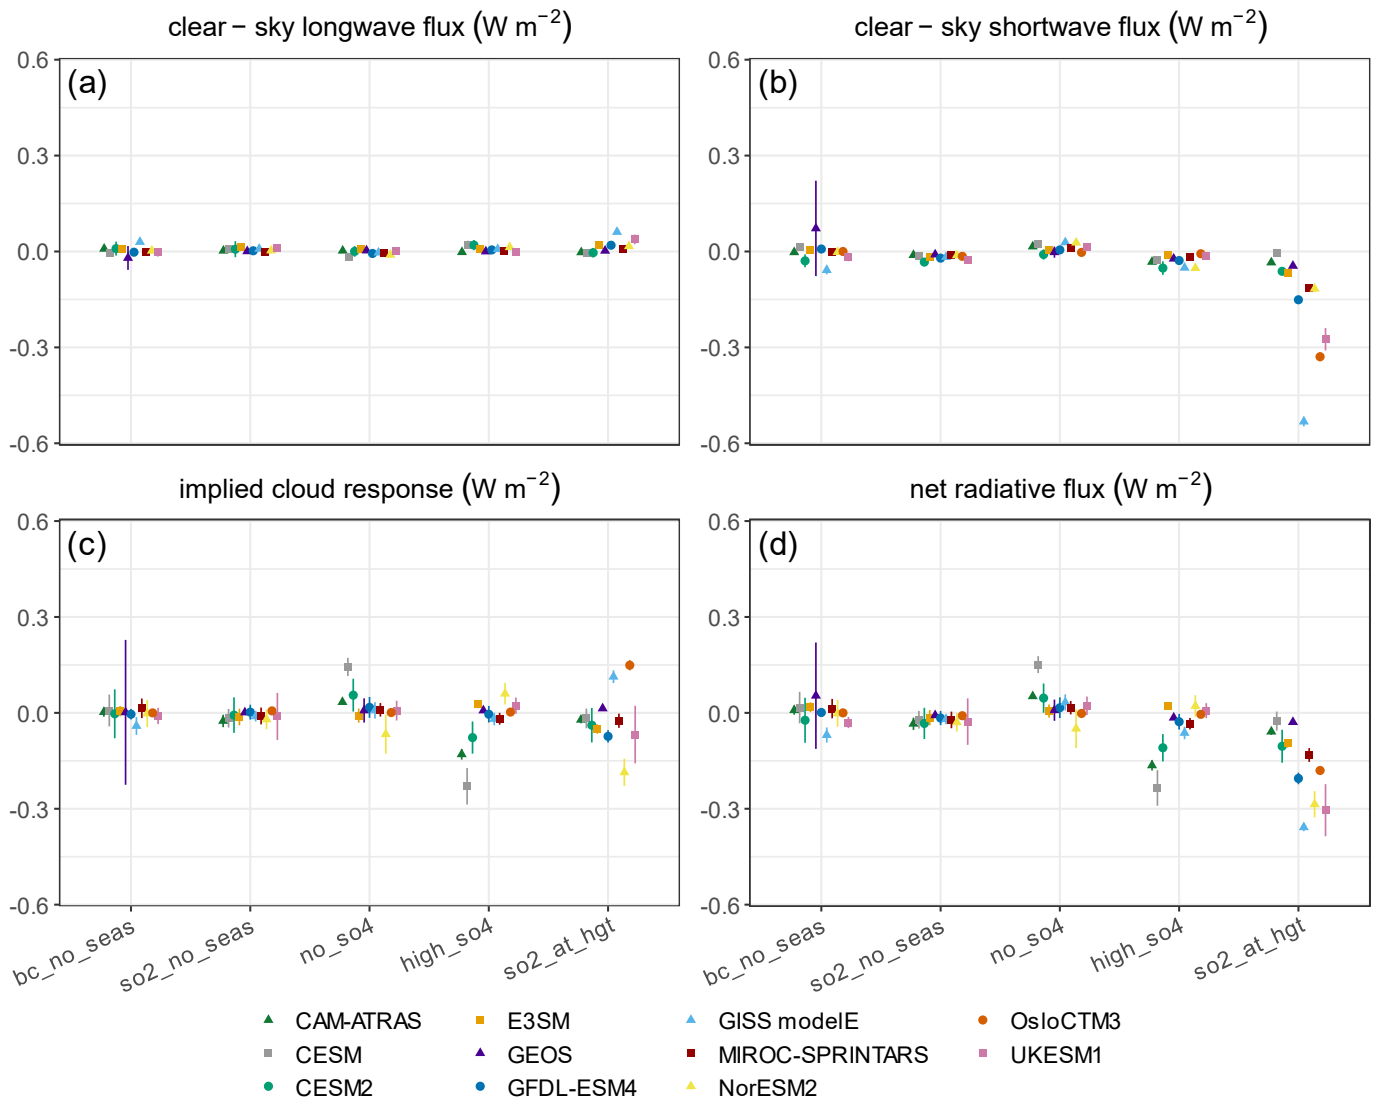 clear − sky longwave flux (W m−2)
clear − sky shortwave flux (W m−2)
0.6
0.3
0.0
-0.3
-0.6
(a)
0.6
0.3
0.0
-0.3
-0.6
(b)
implied cloud response (W m−2)
net radiative flux (W m−2)
0.6
0.3
0.0
-0.3
-0.6
(c)
0.6
0.3
0.0
-0.3
-0.6
(d)
bc_no_seas
so2_no_seas
no_so4
high_so4
so2_at_hgt
bc_no_seas
so2_no_seas
no_so4
high_so4
so2_at_hgt
CAM-ATRAS
E3SM
GISS modelE
OsloCTM3
CESM
GEOS
MIROC-SPRINTARS
UKESM1
CESM2
GFDL-ESM4
NorESM2